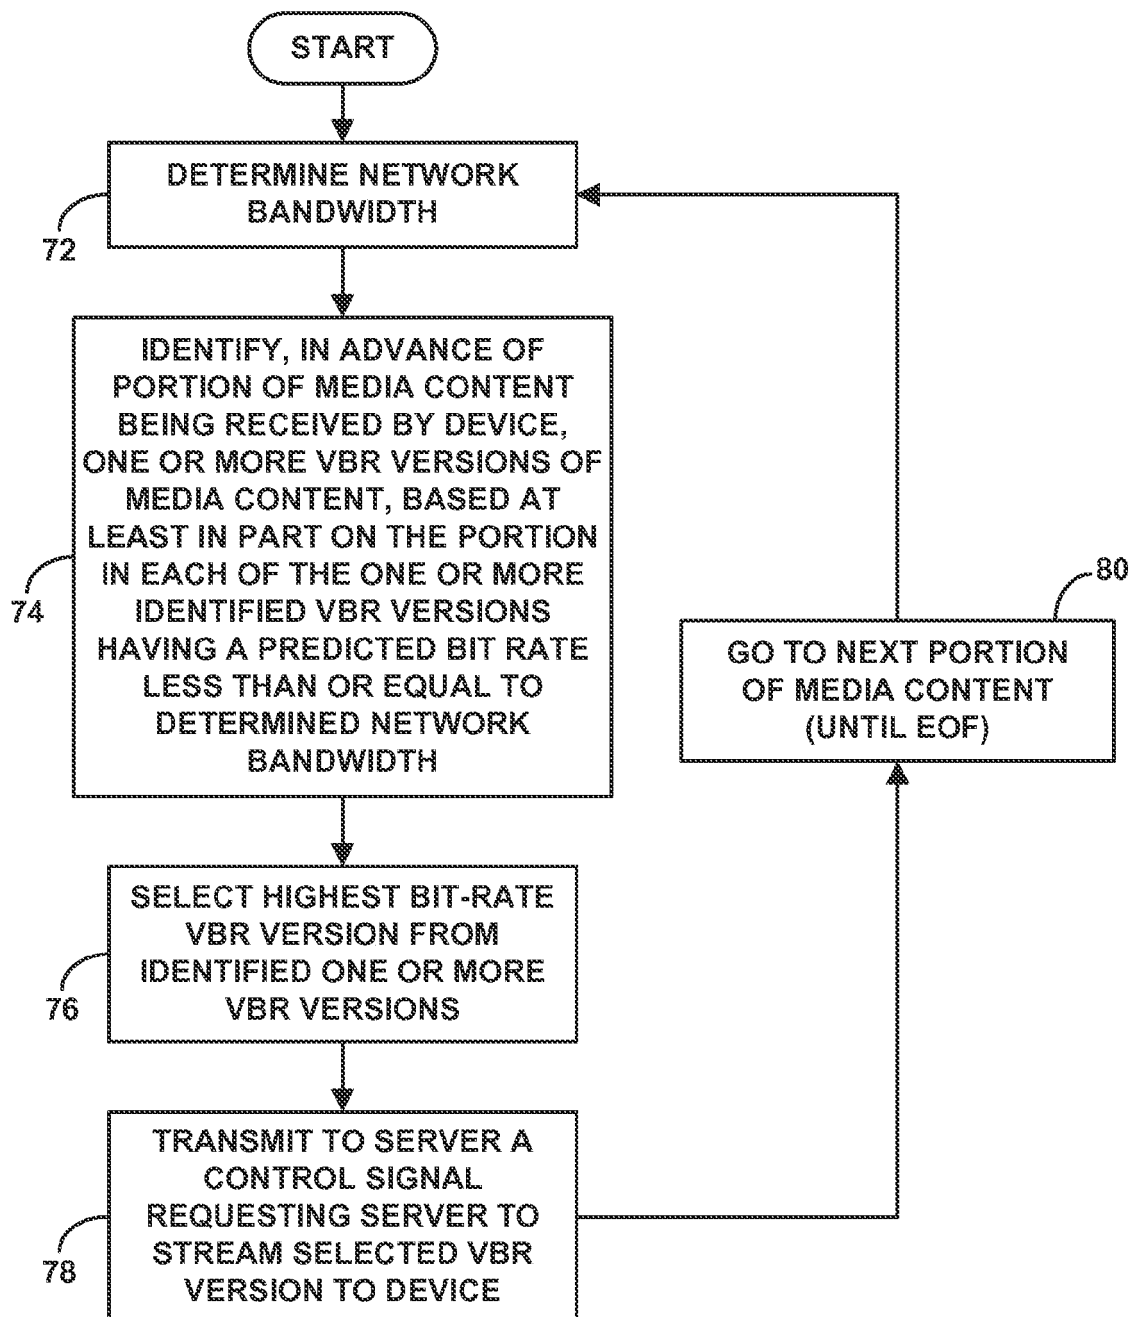 START
DETERMINE NETWORK
BANDWIDTH
72
IDENTIFY, IN ADVANCE OF
PORTION OF MEDIA CONTENT
BEING RECEIVED BY DEVICE,
ONE OR MORE VBR VERSIONS OF
MEDIA CONTENT, BASED AT
LEAST IN PART ON THE PORTION
IN EACH OF THE ONE OR MORE
IDENTIFIED VBR VERSIONS
HAVING A PREDICTED BIT RATE
LESS THAN OR EQUAL TO
DETERMINED NETWORK
BANDWIDTH
74
80
GO TO NEXT PORTION
OF MEDIA CONTENT
(UNTIL EOF)
SELECT HIGHEST BIT-RATE
VBR VERSION FROM
IDENTIFIED ONE OR MORE
VBR VERSIONS
76
TRANSMIT TO SERVER A
CONTROL SIGNAL
REQUESTING SERVER TO
STREAM SELECTED VBR
VERSION TO DEVICE
78